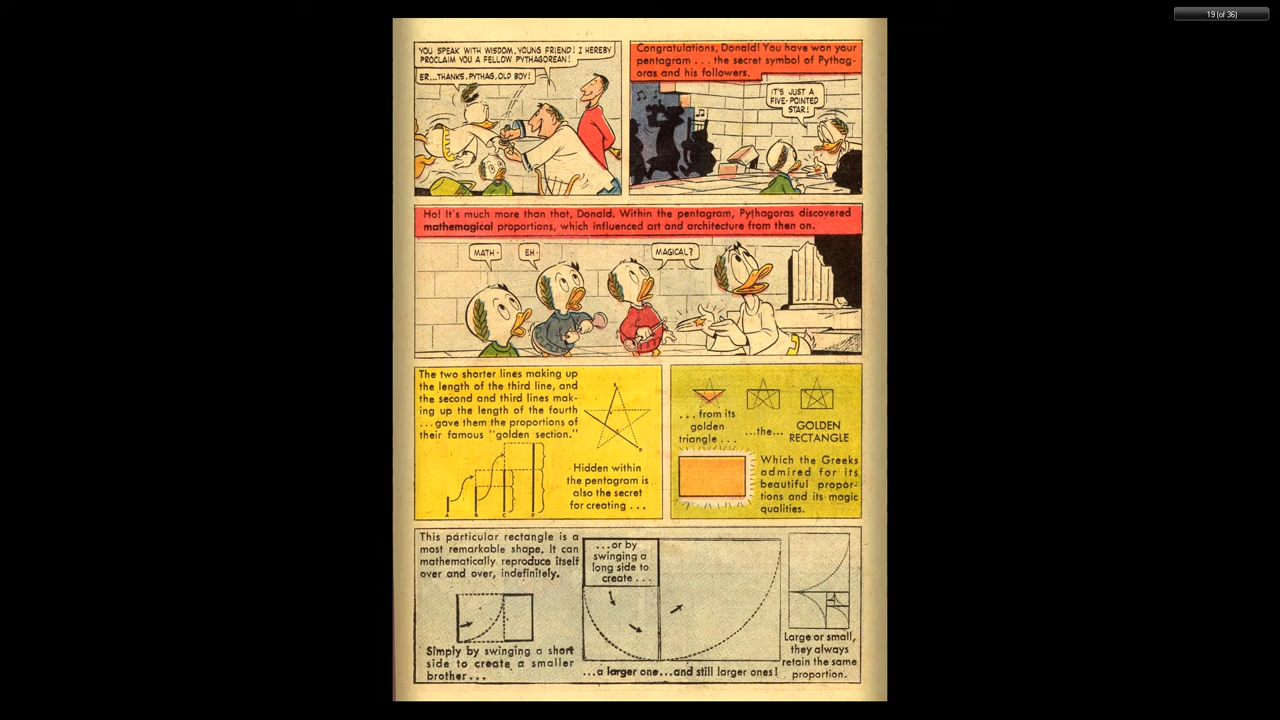 19 (of 36)
YOU SPEAK WITH WISDOM, YOUNG FRIEND! I HEREBY
PROCLAIM YOU A FELLOW PYTHAGOREAN!
ER...THANKS, PYTHAG, OLD BOY!
Congratulations, Donald! You have won your
pentagram . . . the secret symbol of Pythag-
oras and his followers.
IT'S JUST A
FIVE-POINTED
STAR!
Ho! It's much more than that, Donald. Within the pentagram, Pythagoras discovered
mathemagical proportions, which influenced art and architecture from then on.
MATH-
EH-
MAGICAL?
The two shorter lines making up
the length of the third line, and
the second and third lines mak-
ing up the length of the fourth
. . . gave them the proportions of
their famous "golden section."
A
B
C
D
Hidden within
the pentagram is
also the secret
for creating . . .
. . . from its
golden
triangle . . .
...the...
GOLDEN
RECTANGLE
Which the Greeks
admired for its
beautiful propor-
tions and its magic
qualities.
This particular rectangle is a
most remarkable shape. It can
mathematically reproduce itself
over and over, indefinitely.
Simply by swinging a short
side to create a smaller
brother . . .
. . . or by
swinging a
long side to
create . . .
. . . a larger one...and still larger ones!
Large or small,
they always
retain the same
proportion.